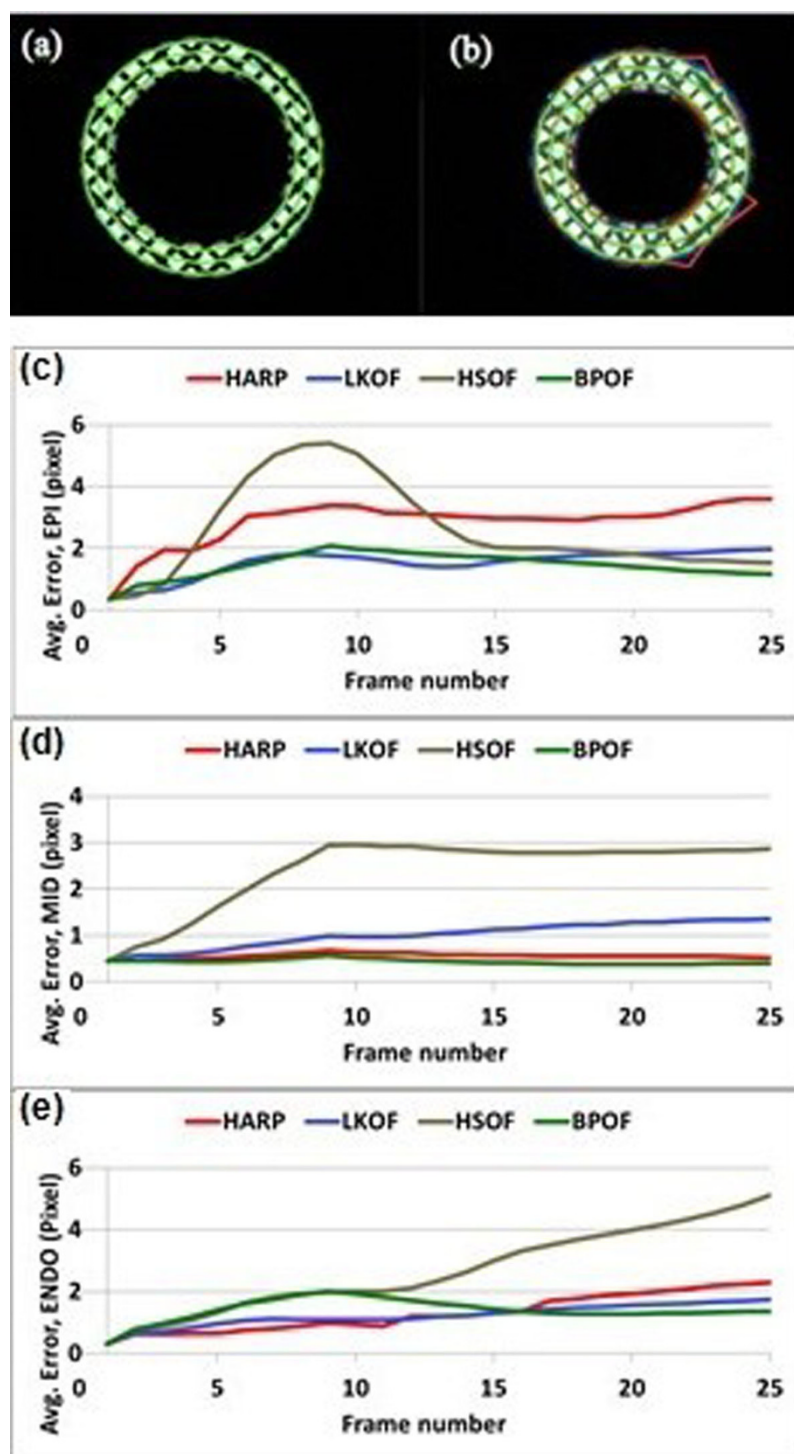 (a)
(b)
(c)
HARP LKOF HSOF BPOF
Avg. Error, EPI (pixel)
6
4
2
0
0 5 10 15 20 25
Frame number
(d)
HARP LKOF HSOF BPOF
Avg. Error, MID (pixel)
4
3
2
1
0
0 5 10 15 20 25
Frame number
(e)
HARP LKOF HSOF BPOF
Avg. Error, ENDO (Pixel)
6
4
2
0
0 5 10 15 20 25
Frame number